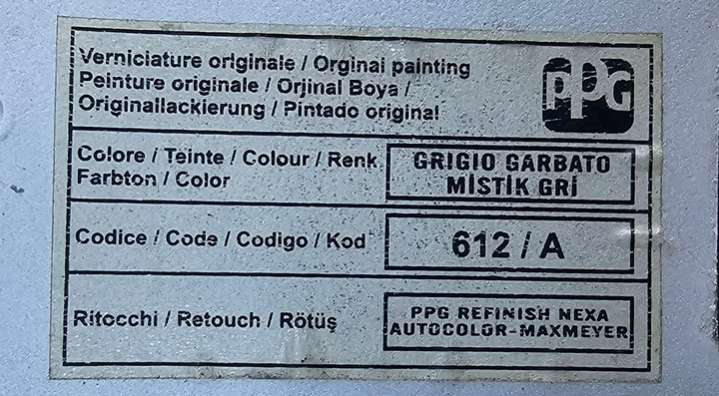 Verniciature originale / Orginal painting
Peinture originale / Orjinal Boya /
Originallackierung / Pintado original
PPG
Colore / Teinte / Colour / Renk
Farbton / Color
GRIGIO GARBATO
MİSTİK GRİ
Codice / Code / Codigo / Kod
612 / A
Ritocchi / Retouch / Rötüş
PPG REFINISH NEXA
AUTOCOLOR-MAXMEYER